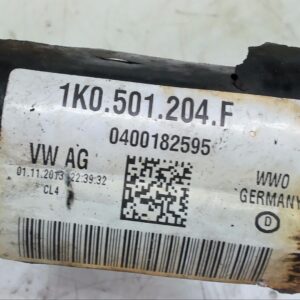 1K0.501.204.F
0400182595
VW AG
01.11.2013 22:39:32
CL4
WWO
GERMANY
D